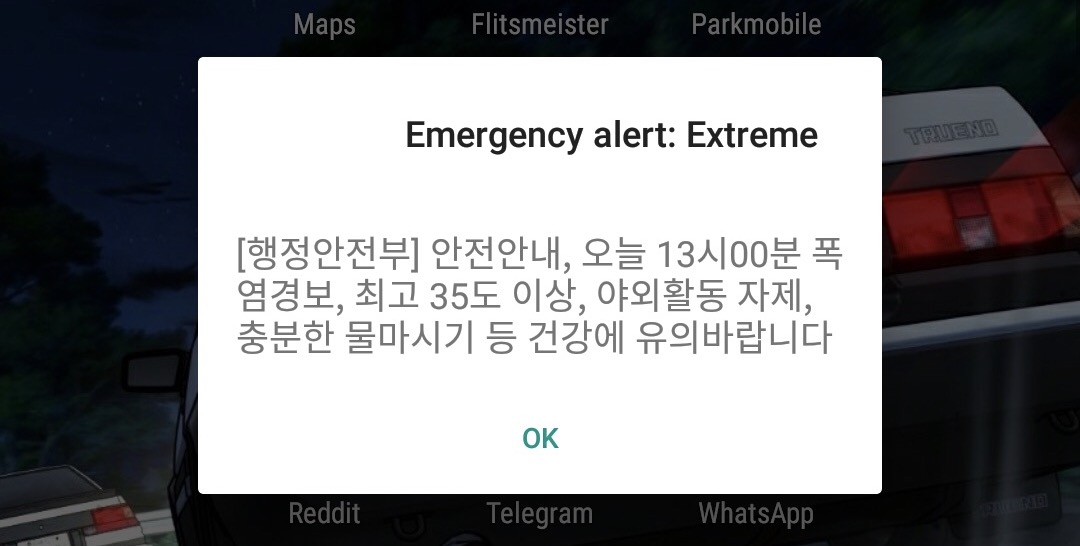 Maps Flitsmeister Parkmobile
TRUENO
Emergency alert: Extreme
[행정안전부] 안전안내, 오늘 13시00분 폭
염경보, 최고 35도 이상, 야외활동 자제,
충분한 물마시기 등 건강에 유의바랍니다
OK
Reddit Telegram WhatsApp
TRUENO